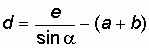 d = e / sin α − (a + b)